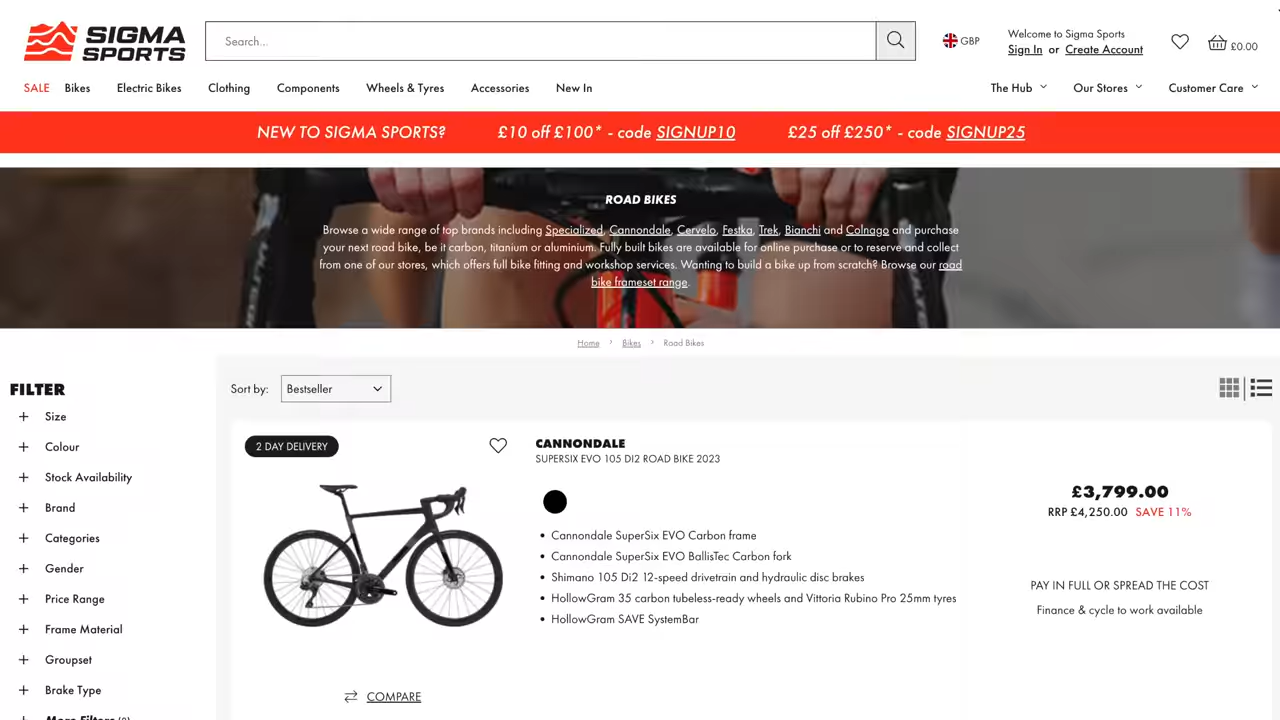 SIGMA
SPORTS
Search...
GBP
Welcome to Sigma Sports
Sign In or Create Account
£0.00
SALE Bikes Electric Bikes Clothing Components Wheels & Tyres Accessories New In The Hub Our Stores Customer Care
NEW TO SIGMA SPORTS? £10 off £100* - code SIGNUP10 £25 off £250* - code SIGNUP25
ROAD BIKES
Browse a wide range of top brands including Specialized, Cannondale, Cervelo, Festka, Trek, Bianchi and Colnago and purchase
your next road bike, be it carbon, titanium or aluminium. Fully built bikes are available for online purchase or to reserve and collect
from one of our stores, which offers full bike fitting and workshop services. Wanting to build a bike up from scratch? Browse our road
bike frameset range.
Home > Bikes > Road Bikes
FILTER
+ Size
+ Colour
+ Stock Availability
+ Brand
+ Categories
+ Gender
+ Price Range
+ Frame Material
+ Groupset
+ Brake Type
+ More Filters
Sort by: Bestseller
2 DAY DELIVERY
CANNONDALE
SUPERSIX EVO 105 DI2 ROAD BIKE 2023
• Cannondale SuperSix EVO Carbon frame
• Cannondale SuperSix EVO BallisTec Carbon fork
• Shimano 105 Di2 12-speed drivetrain and hydraulic disc brakes
• HollowGram 35 carbon tubeless-ready wheels and Vittoria Rubino Pro 25mm tyres
• HollowGram SAVE SystemBar
COMPARE
£3,799.00
RRP £4,250.00 SAVE 11%
PAY IN FULL OR SPREAD THE COST
Finance & cycle to work available